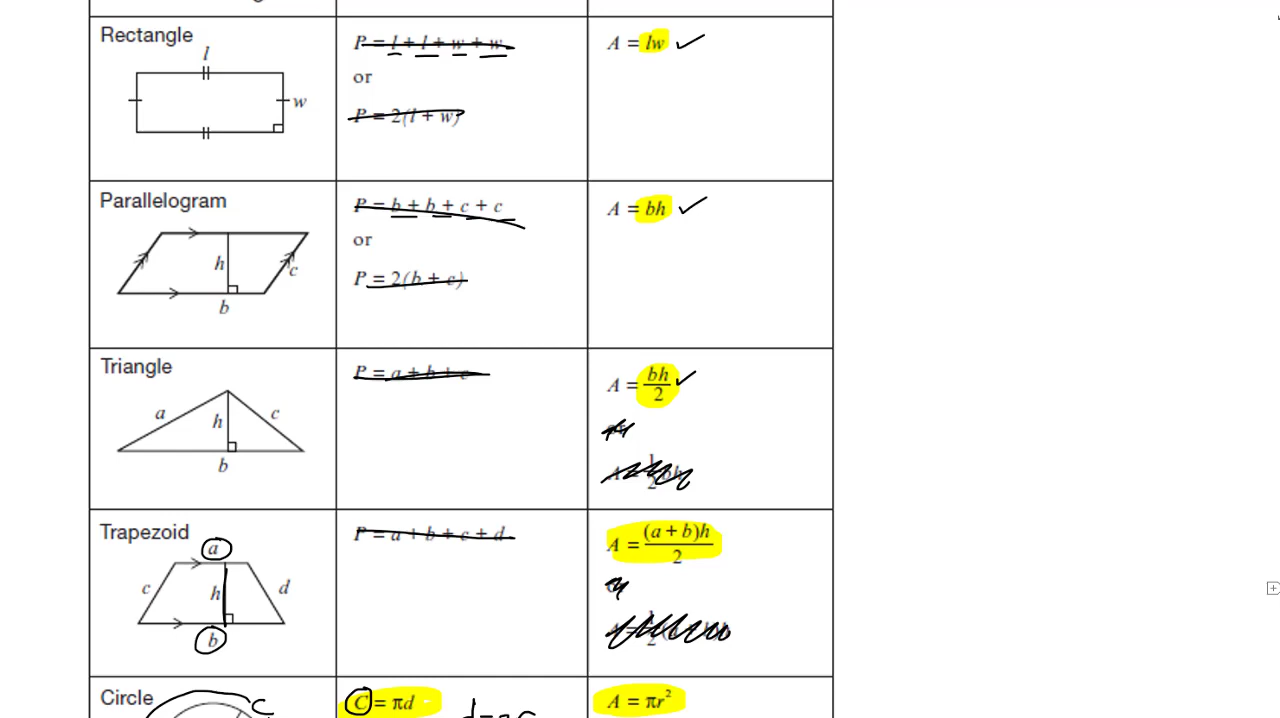 Rectangle
l
w
P = l + l + w + w
or
P = 2(l + w)
A = lw
Parallelogram
h
c
b
P = b + b + c + c
or
P = 2(b + c)
A = bh
Triangle
a
h
c
b
P = a + b + c
A = bh/2
Trapezoid
a
c
h
d
b
P = a + b + c + d
A = (a + b)h/2
Circle
C
C = πd
A = πr²